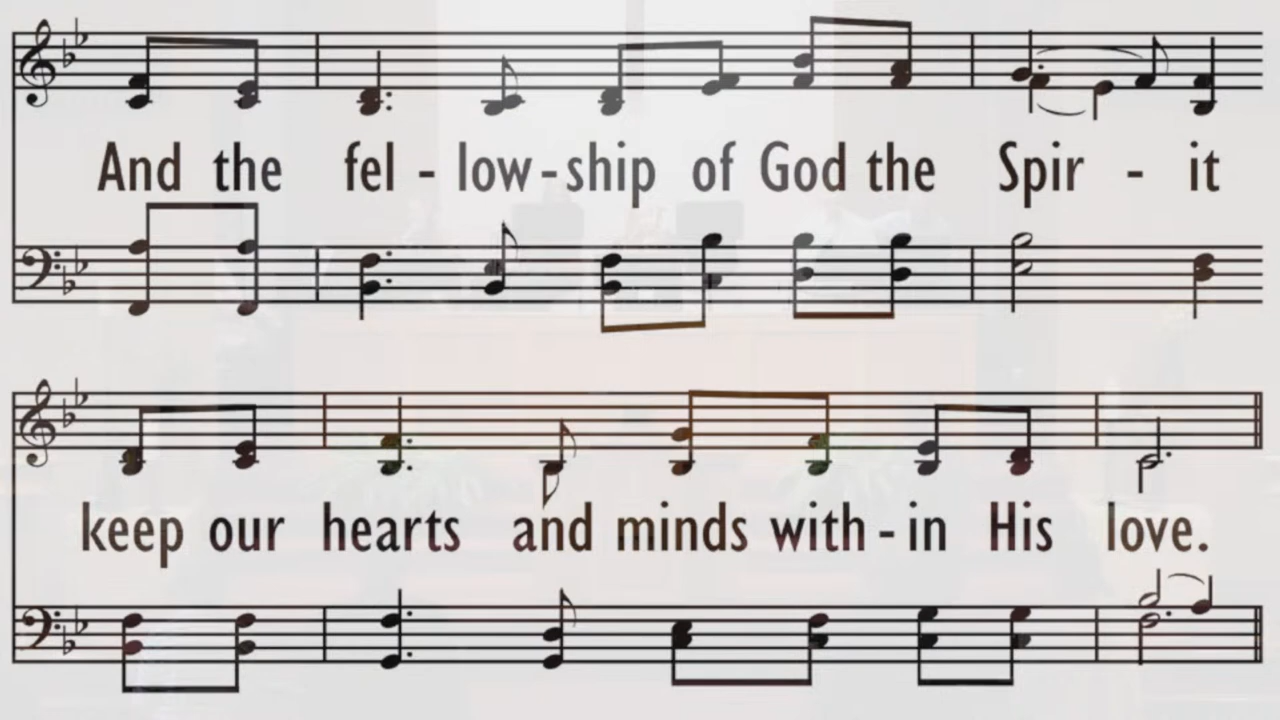 And the fel - low - ship of God the Spir - it
keep our hearts and minds with - in His love.